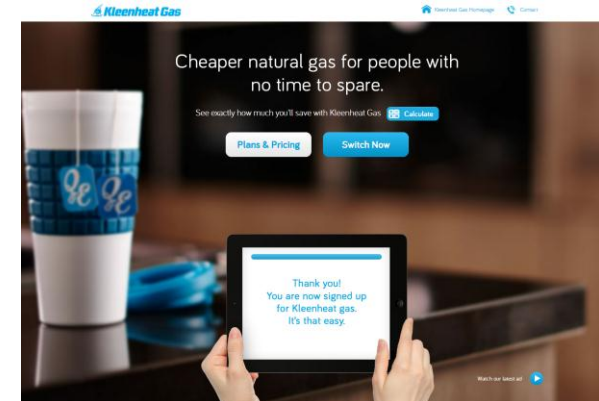 Kleenheat Gas
Kleenheat Gas Homepage
Contact
Cheaper natural gas for people with
no time to spare.
See exactly how much you'll save with Kleenheat Gas
Calculate
Plans & Pricing
Switch Now
Thank you!
You are now signed up
for Kleenheat gas.
It's that easy.
Watch our latest ad